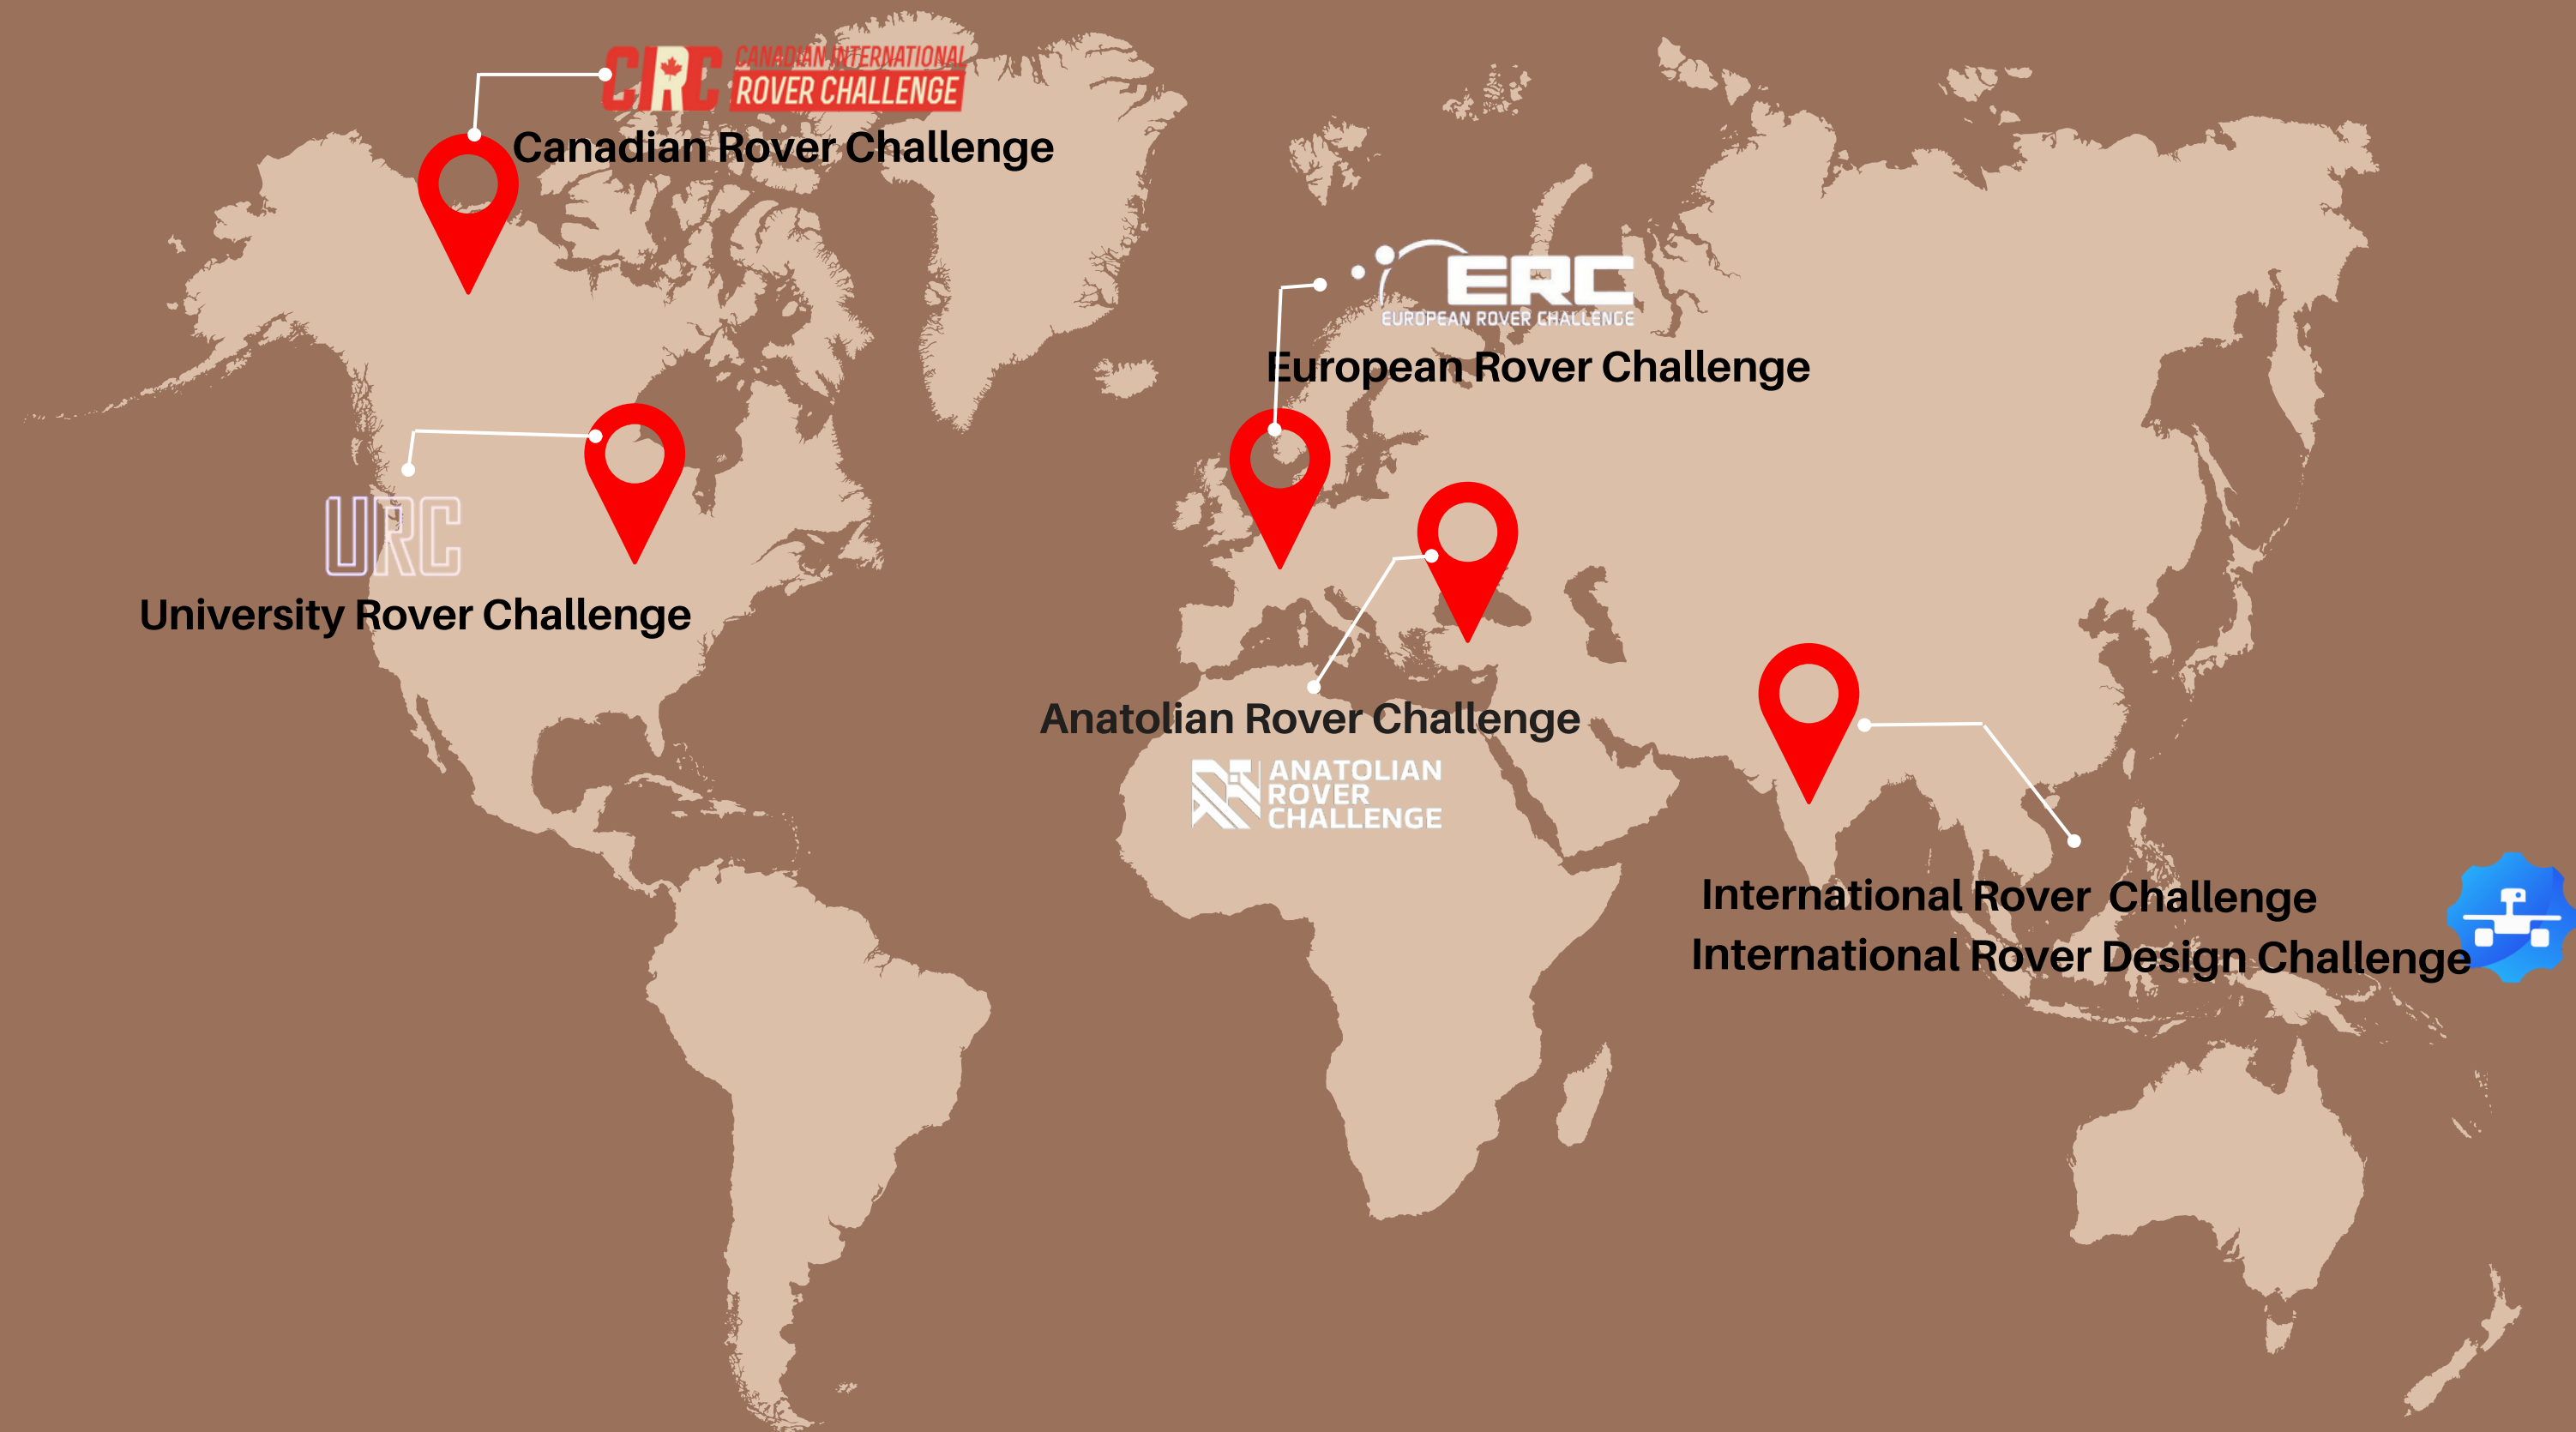 CIRC CANADIAN INTERNATIONAL
ROVER CHALLENGE
Canadian Rover Challenge
ERC
EUROPEAN ROVER CHALLENGE
European Rover Challenge
URC
University Rover Challenge
Anatolian Rover Challenge
ANATOLIAN
ROVER
CHALLENGE
International Rover Challenge
International Rover Design Challenge